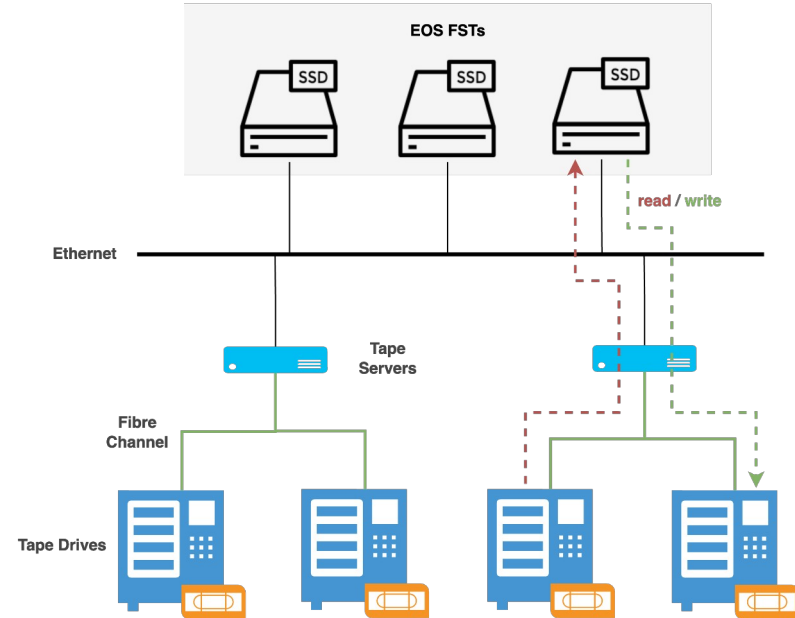 EOS FSTs
SSD
SSD
SSD
read / write
Ethernet
Tape
Servers
Fibre
Channel
Tape Drives